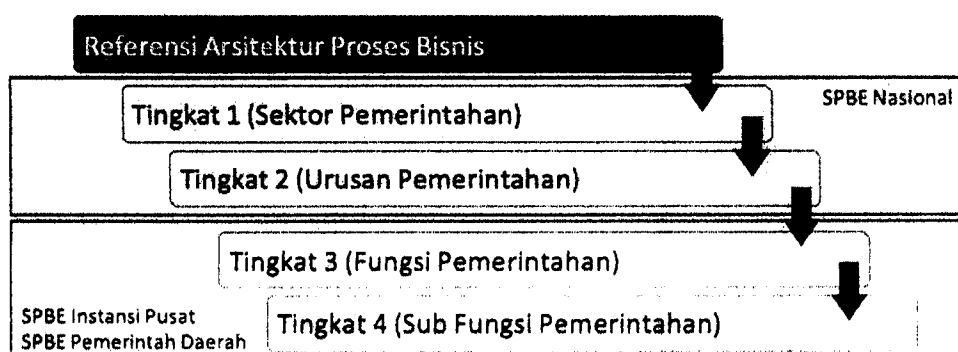 Referensi Arsitektur Proses Bisnis
SPBE Nasional
Tingkat 1 (Sektor Pemerintahan)
Tingkat 2 (Urusan Pemerintahan)
Tingkat 3 (Fungsi Pemerintahan)
Tingkat 4 (Sub Fungsi Pemerintahan)
SPBE Instansi Pusat
SPBE Pemerintah Daerah